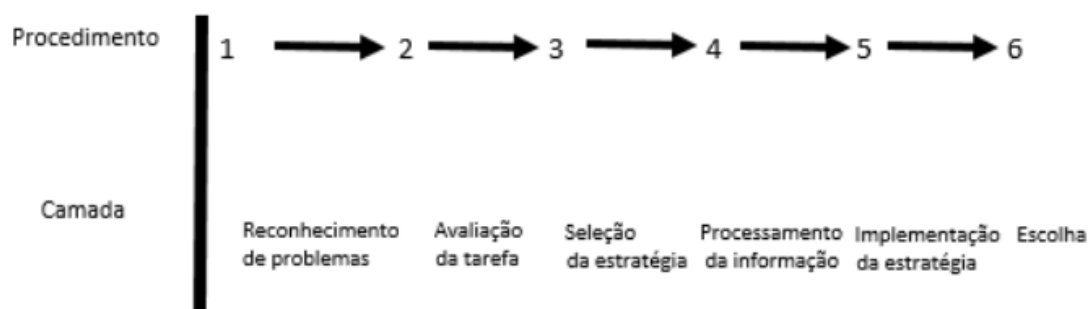 Procedimento
1 2 3 4 5 6
Camada
Reconhecimento
de problemas
Avaliação
da tarefa
Seleção
da estratégia
Processamento
da informação
Implementação
da estratégia
Escolha